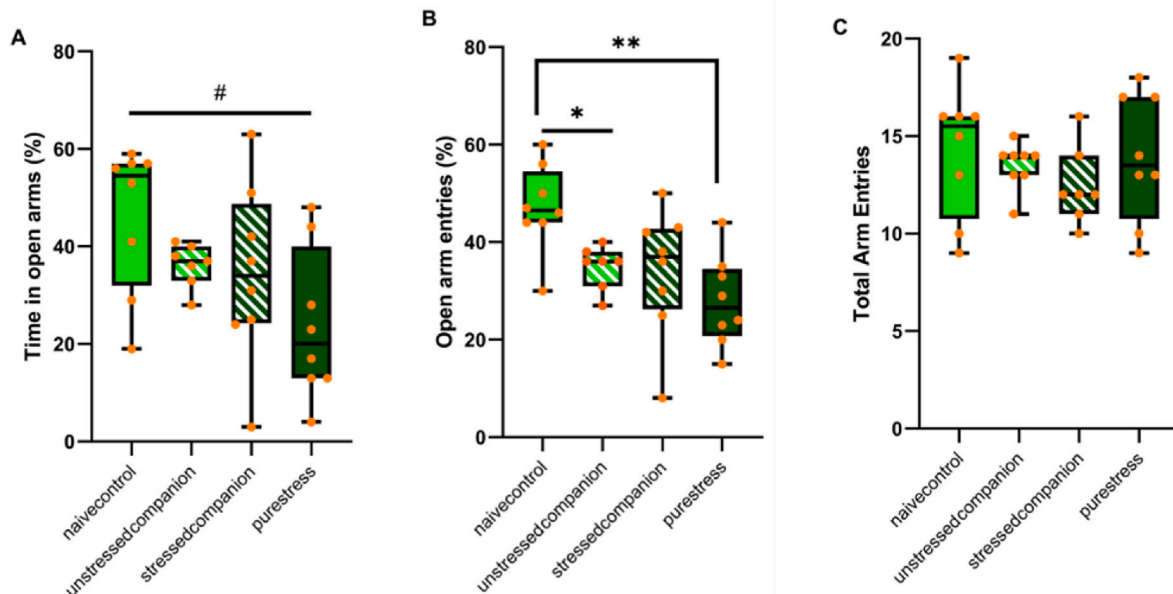 A
Time in open arms (%)
80
60
40
20
0
#
naivecontrol
unstressedcompanion
stressedcompanion
purestress
B
Open arm entries (%)
80
60
40
20
0
**
*
naivecontrol
unstressedcompanion
stressedcompanion
purestress
C
Total Arm Entries
20
15
10
5
0
naivecontrol
unstressedcompanion
stressedcompanion
purestress